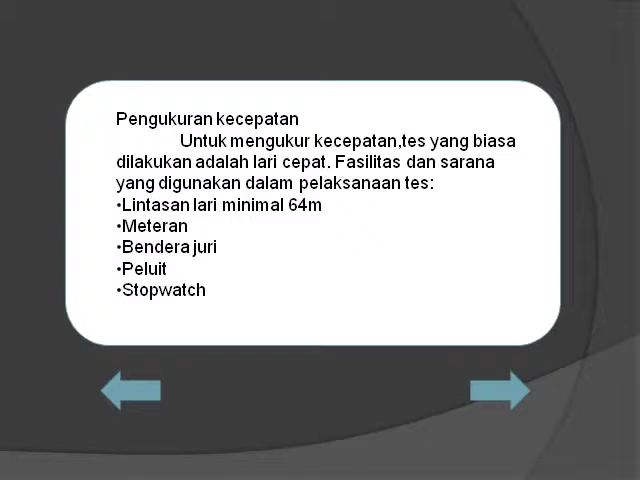 Pengukuran kecepatan
Untuk mengukur kecepatan,tes yang biasa
dilakukan adalah lari cepat. Fasilitas dan sarana
yang digunakan dalam pelaksanaan tes:
•Lintasan lari minimal 64m
•Meteran
•Bendera juri
•Peluit
•Stopwatch